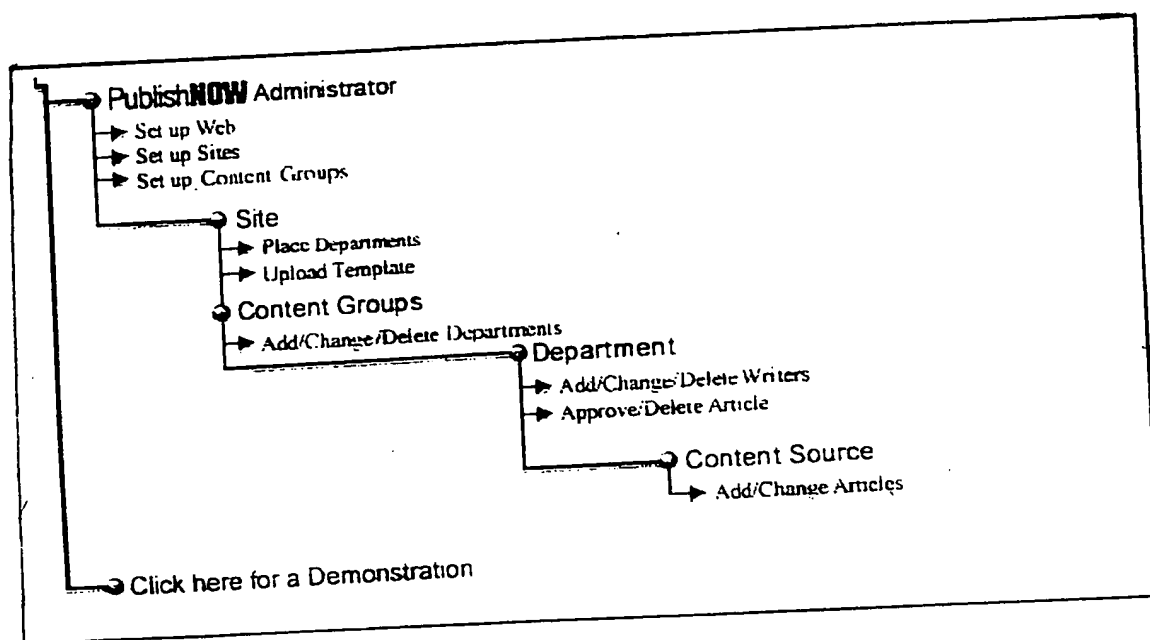 PublishNOW Administrator
Set up Web
Set up Sites
Set up Content Groups
Site
Place Departments
Upload Template
Content Groups
Add/Change/Delete Departments
Department
Add/Change/Delete Writers
Approve/Delete Article
Content Source
Add/Change Articles
Click here for a Demonstration